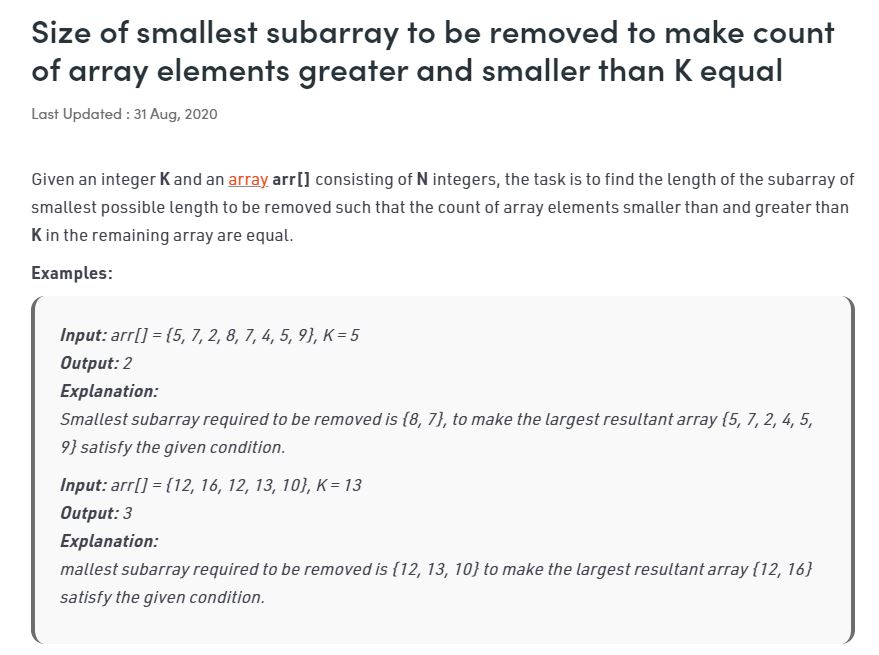 Size of smallest subarray to be removed to make count
of array elements greater and smaller than K equal
Last Updated : 31 Aug, 2020
Given an integer K and an array arr[] consisting of N integers, the task is to find the length of the subarray of
smallest possible length to be removed such that the count of array elements smaller than and greater than
K in the remaining array are equal.
Examples:
Input: arr[] = {5, 7, 2, 8, 7, 4, 5, 9}, K = 5
Output: 2
Explanation:
Smallest subarray required to be removed is {8, 7}, to make the largest resultant array {5, 7, 2, 4, 5,
9} satisfy the given condition.
Input: arr[] = {12, 16, 12, 13, 10}, K = 13
Output: 3
Explanation:
mallest subarray required to be removed is {12, 13, 10} to make the largest resultant array {12, 16}
satisfy the given condition.